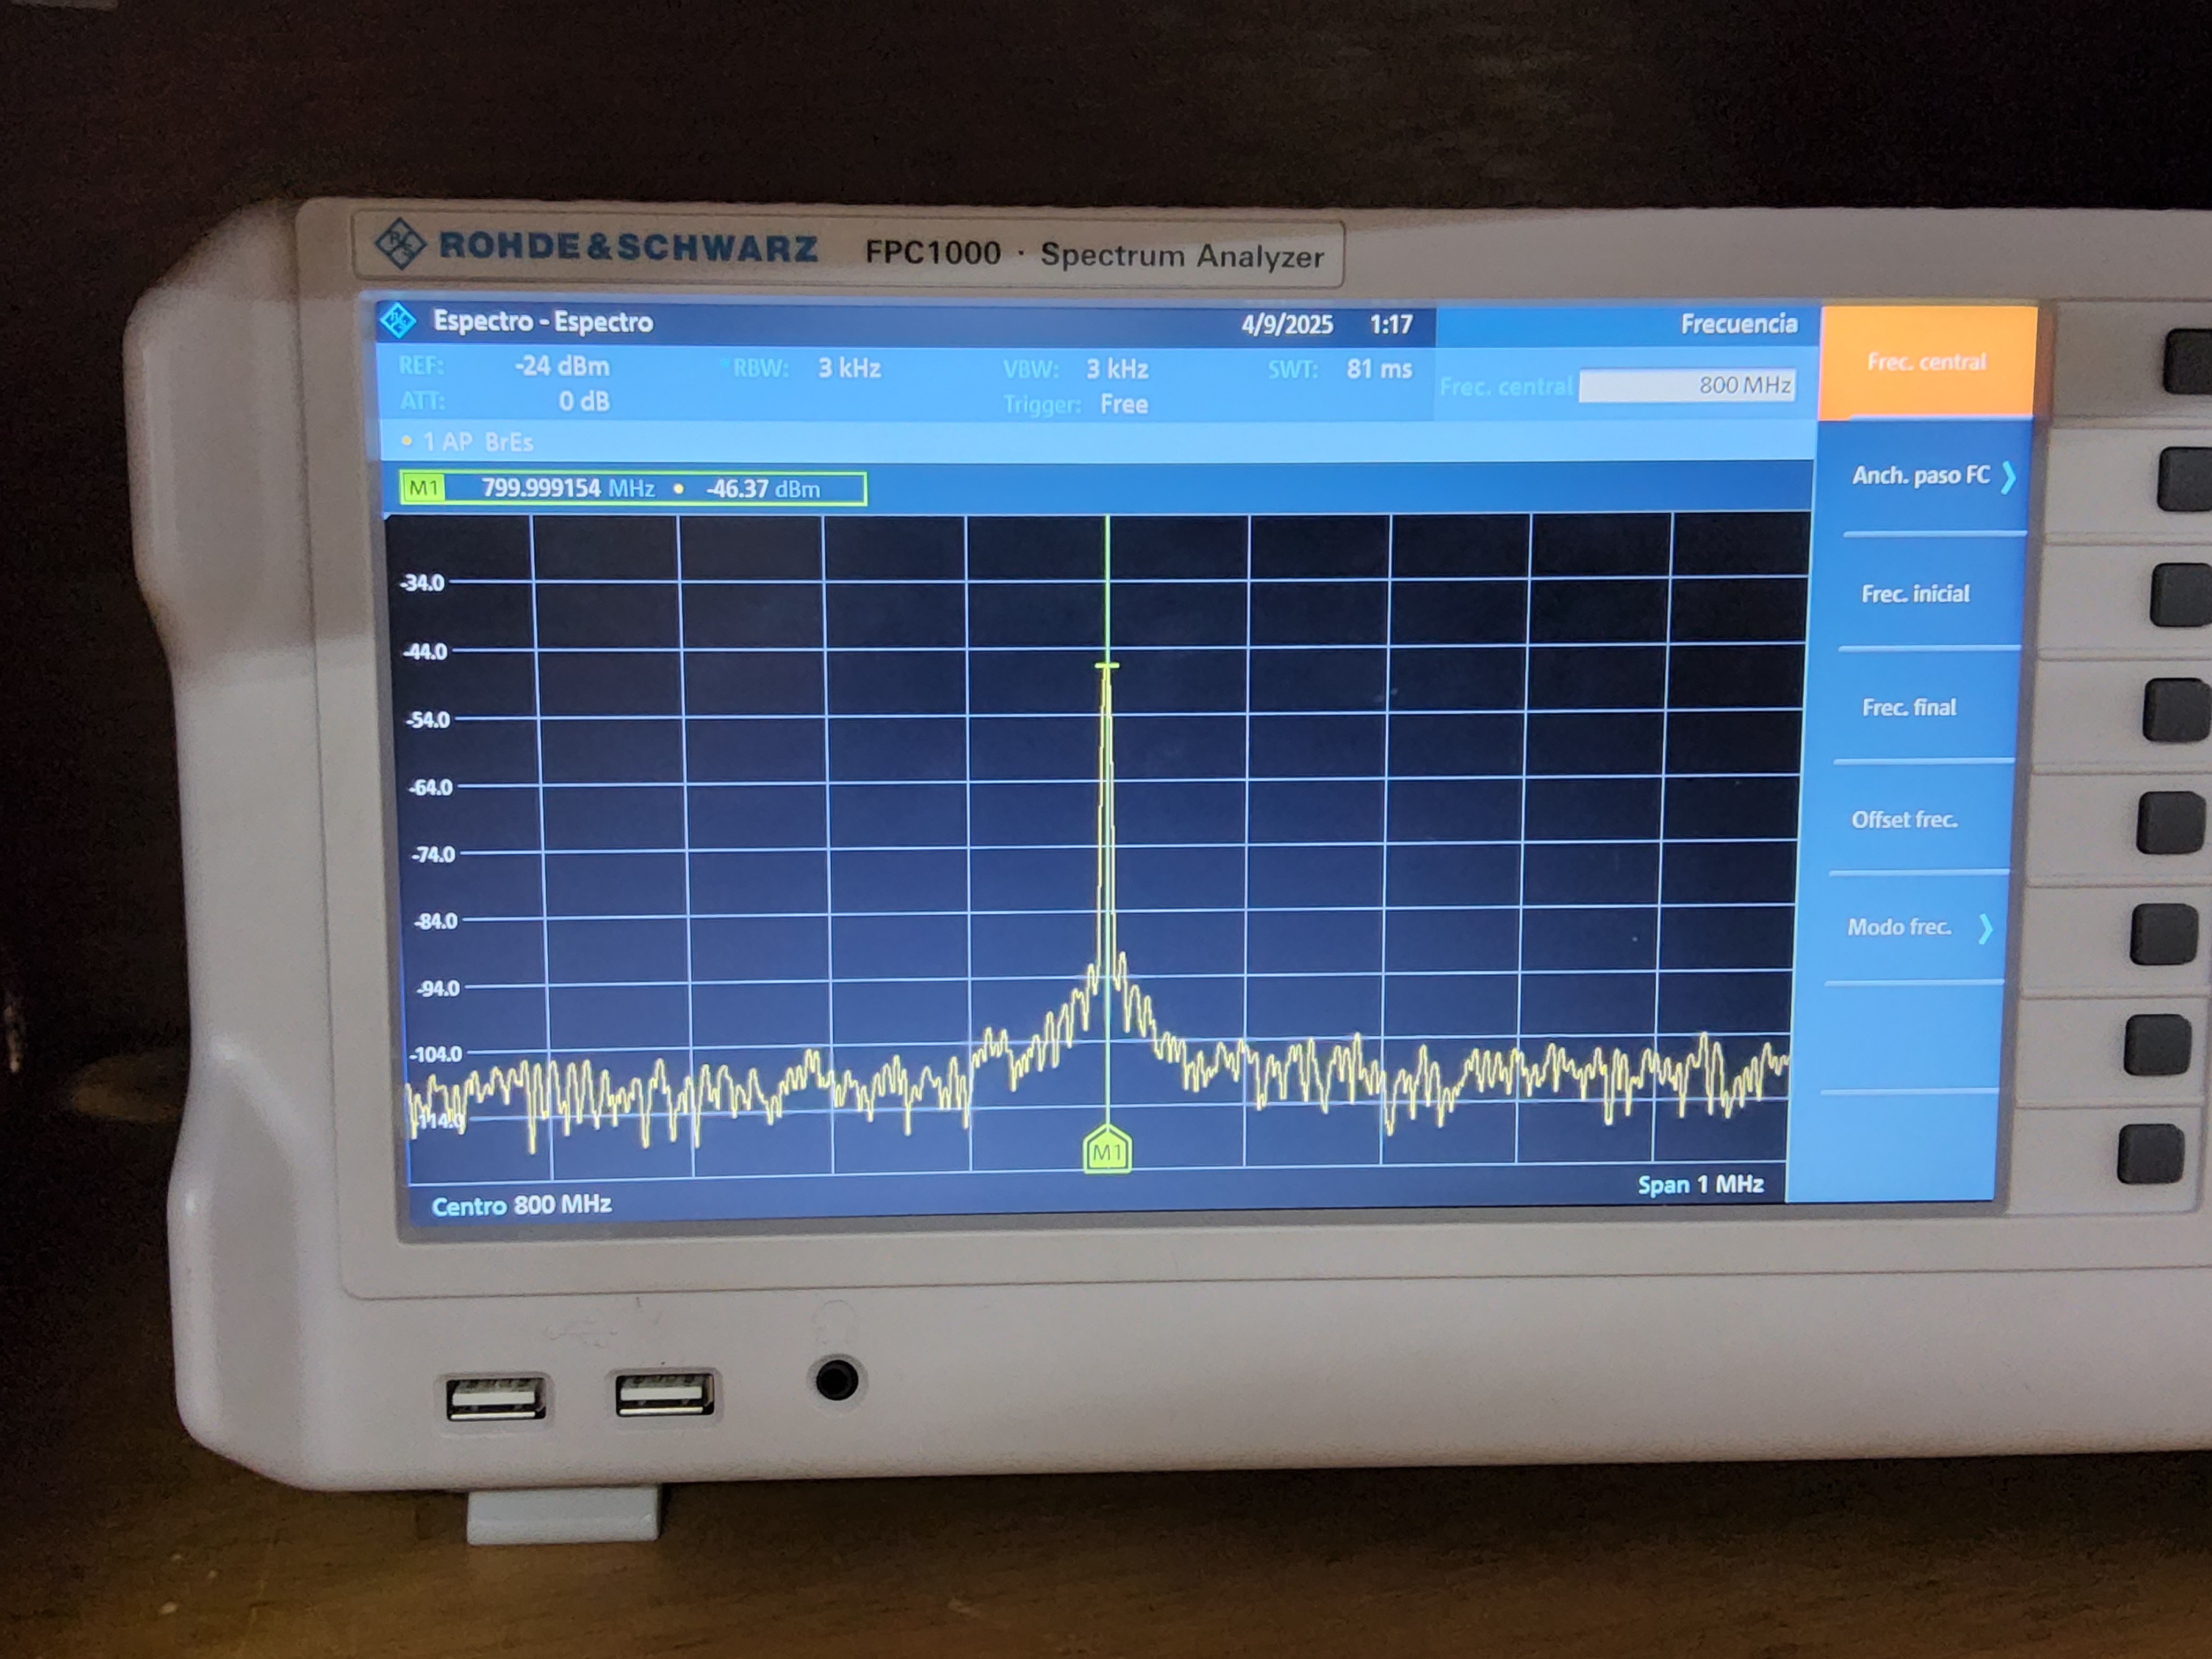 ROHDE&SCHWARZ FPC1000 · Spectrum Analyzer
Espectro - Espectro 4/9/2025 1:17 Frecuencia
REF: -24 dBm *RBW: 3 kHz VBW: 3 kHz SWT: 81 ms
ATT: 0 dB Trigger: Free
Frec. central 800 MHz
1 AP BrEs
M1 799.999154 MHz • -46.37 dBm
-34.0
-44.0
-54.0
-64.0
-74.0
-84.0
-94.0
-104.0
-114.0
M1
Centro 800 MHz Span 1 MHz
Frec. central
Anch. paso FC
Frec. inicial
Frec. final
Offset frec.
Modo frec.